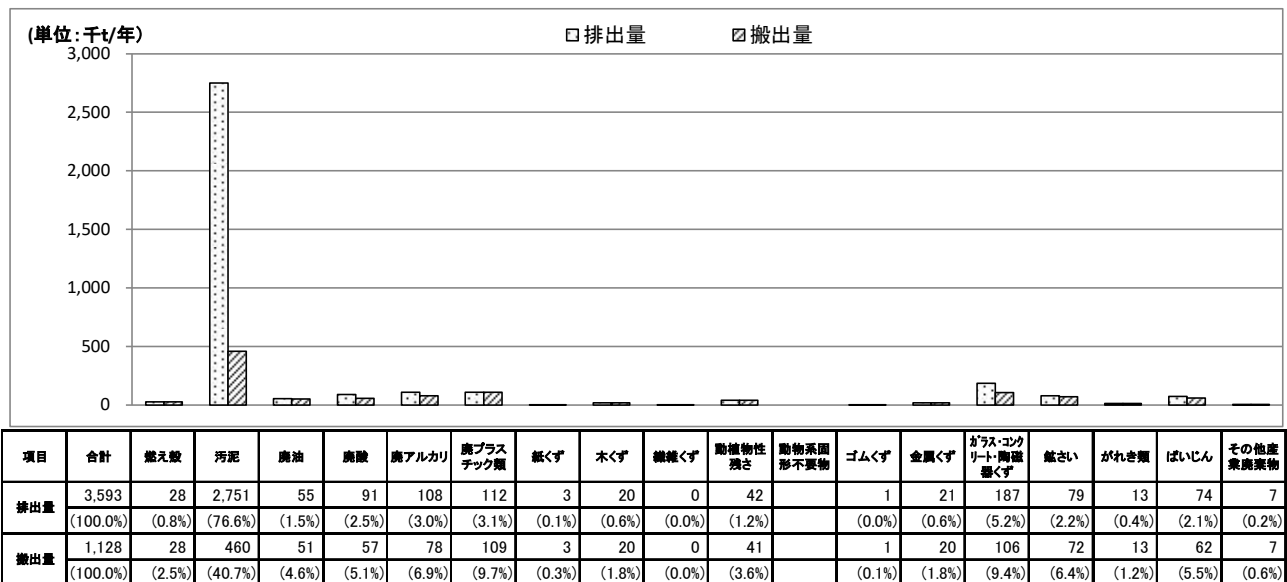 (単位:千t/年)
排出量 搬出量
3,000
2,500
2,000
1,500
1,000
500
0
項目 合計 燃え殻 汚泥 廃油 廃酸 廃アルカリ 廃プラスチック類 紙くず 木くず 繊維くず 動植物性残さ 動物系固形不要物 ゴムくず 金属くず ガラス・コンクリート・陶磁器くず 鉱さい がれき類 ばいじん その他産業廃棄物
排出量 3,593 28 2,751 55 91 108 112 3 20 0 42 1 21 187 79 13 74 7
(100.0%) (0.8%) (76.6%) (1.5%) (2.5%) (3.0%) (3.1%) (0.1%) (0.6%) (0.0%) (1.2%) (0.0%) (0.6%) (5.2%) (2.2%) (0.4%) (2.1%) (0.2%)
搬出量 1,128 28 460 51 57 78 109 3 20 0 41 1 20 106 72 13 62 7
(100.0%) (2.5%) (40.7%) (4.6%) (5.1%) (6.9%) (9.7%) (0.3%) (1.8%) (0.0%) (3.6%) (0.1%) (1.8%) (9.4%) (6.4%) (1.2%) (5.5%) (0.6%)